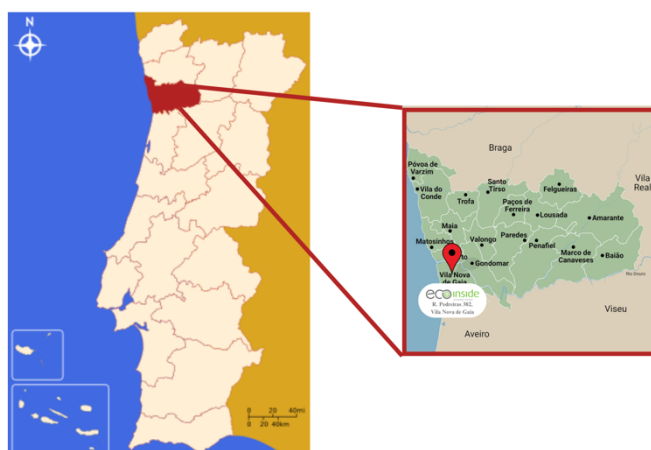 N
0 20 40mi
0 20 40km
Braga
Vila
Real
Póvoa de
Varzim
Vila do
Conde
Santo
Tirso
Trofa
Felgueiras
Paços de
Ferreira
Lousada
Amarante
Maia
Matosinhos
Valongo
Paredes
Penafiel
Marco de
Canaveses
Baião
Gondomar
Vila Nova
de Gaia
ecoinside
R. Pedreiras 382,
Vila Nova de Gaia
Viseu
Aveiro